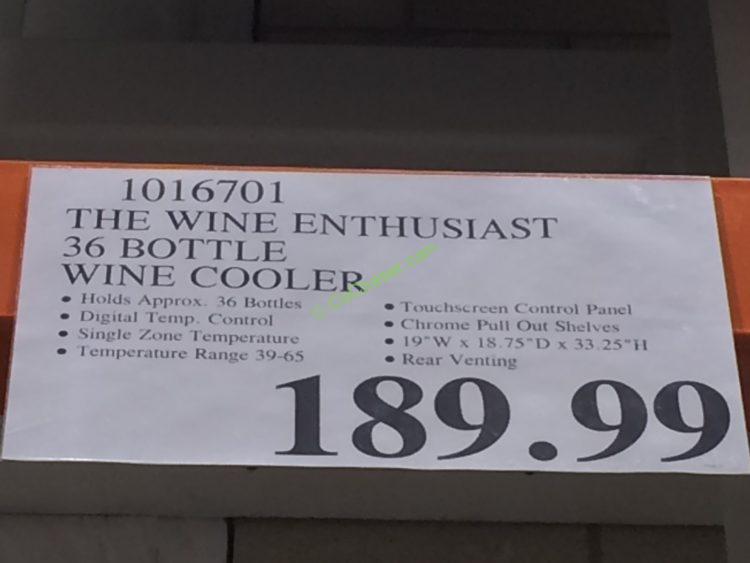 1016701
THE WINE ENTHUSIAST
36 BOTTLE
WINE COOLER
• Holds Approx. 36 Bottles
• Digital Temp. Control
• Single Zone Temperature
• Temperature Range 39-65
• Touchscreen Control Panel
• Chrome Pull Out Shelves
• 19"W x 18.75"D x 33.25"H
• Rear Venting
189.99